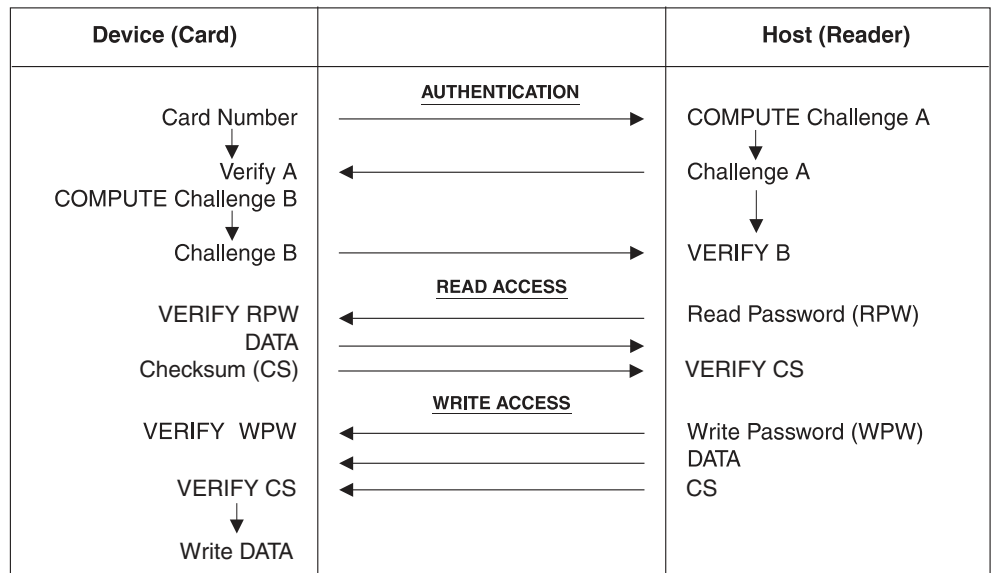 Device (Card) Host (Reader)
AUTHENTICATION
Card Number COMPUTE Challenge A
Verify A Challenge A
COMPUTE Challenge B
Challenge B VERIFY B
READ ACCESS
VERIFY RPW Read Password (RPW)
DATA
Checksum (CS) VERIFY CS
WRITE ACCESS
VERIFY WPW Write Password (WPW)
DATA
VERIFY CS CS
Write DATA